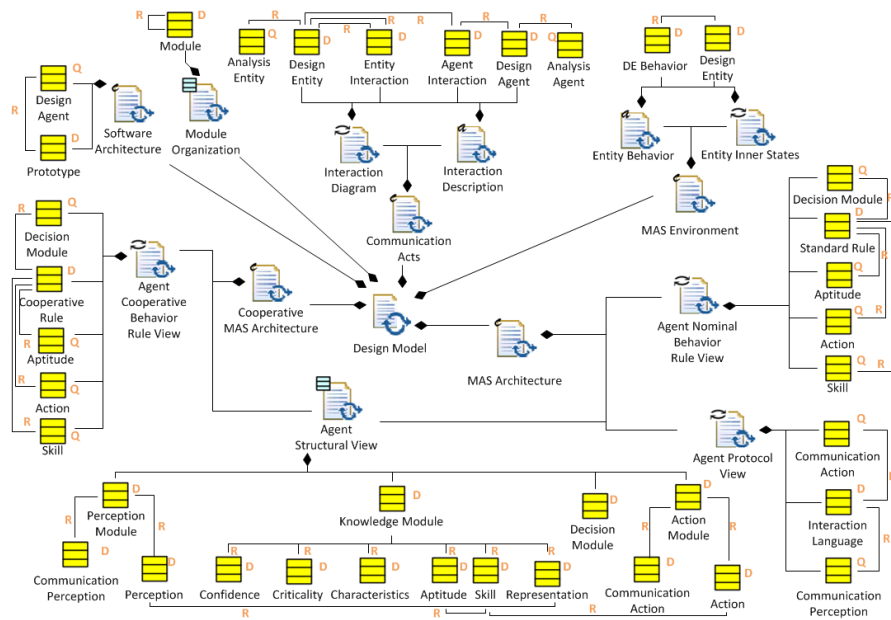 R
D
Module
R
D
R
R
R
Q
Analysis
Entity
D
Design
Entity
D
Entity
Interaction
D
Agent
Interaction
D
Design
Agent
Q
Analysis
Agent
R
D
DE Behavior
D
Design
Entity
Q
Design
Agent
R
D
Prototype
Software
Architecture
Module
Organization
Interaction
Diagram
Interaction
Description
Entity Behavior
Entity Inner States
Communication
Acts
MAS Environment
Q
Decision Module
R
D
Standard Rule
R
Q
Aptitude
Q
Action
R
Q
Skill
R
R
Q
Decision
Module
D
Cooperative
Rule
R
Q
Aptitude
R
Q
Action
R
Q
Skill
Agent
Cooperative
Behavior
Rule View
Cooperative
MAS Architecture
Design Model
MAS Architecture
Agent Nominal
Behavior
Rule View
Agent
Structural View
Agent Protocol
View
Q
Communication
Action
R
D
Interaction
Language
R
Q
Communication
Perception
D
Perception
Module
R
R
D
Communication
Perception
D
Perception
D
Knowledge Module
R
D
Confidence
R
D
Criticality
R
D
Characteristics
R
D
Aptitude
R
D
Skill
R
D
Representation
D
Decision
Module
D
Action
Module
R
R
D
Communication
Action
D
Action
R
R
R